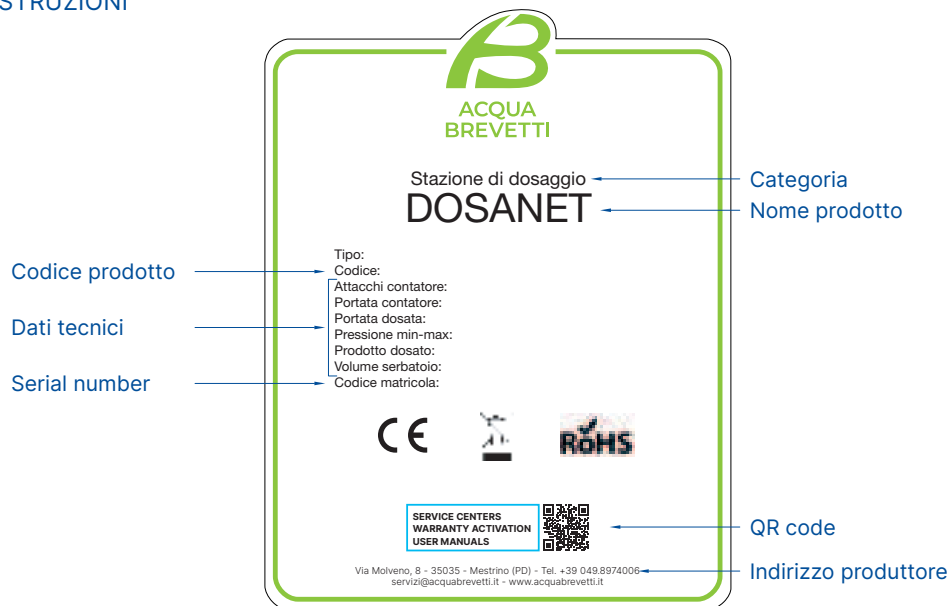 ACQUA
BREVETTI
Stazione di dosaggio
Categoria
DOSANET
Nome prodotto
Tipo:
Codice prodotto
Codice:
Dati tecnici
Attacchi contatore:
Portata contatore:
Portata dosata:
Pressione min-max:
Prodotto dosato:
Volume serbatoio:
Serial number
Codice matricola:
CE
RoHS
SERVICE CENTERS
WARRANTY ACTIVATION
USER MANUALS
QR code
Via Molveno, 8 - 35035 - Mestrino (PD) - Tel. +39 049.8974006
servizi@acquabrevetti.it - www.acquabrevetti.it
Indirizzo produttore